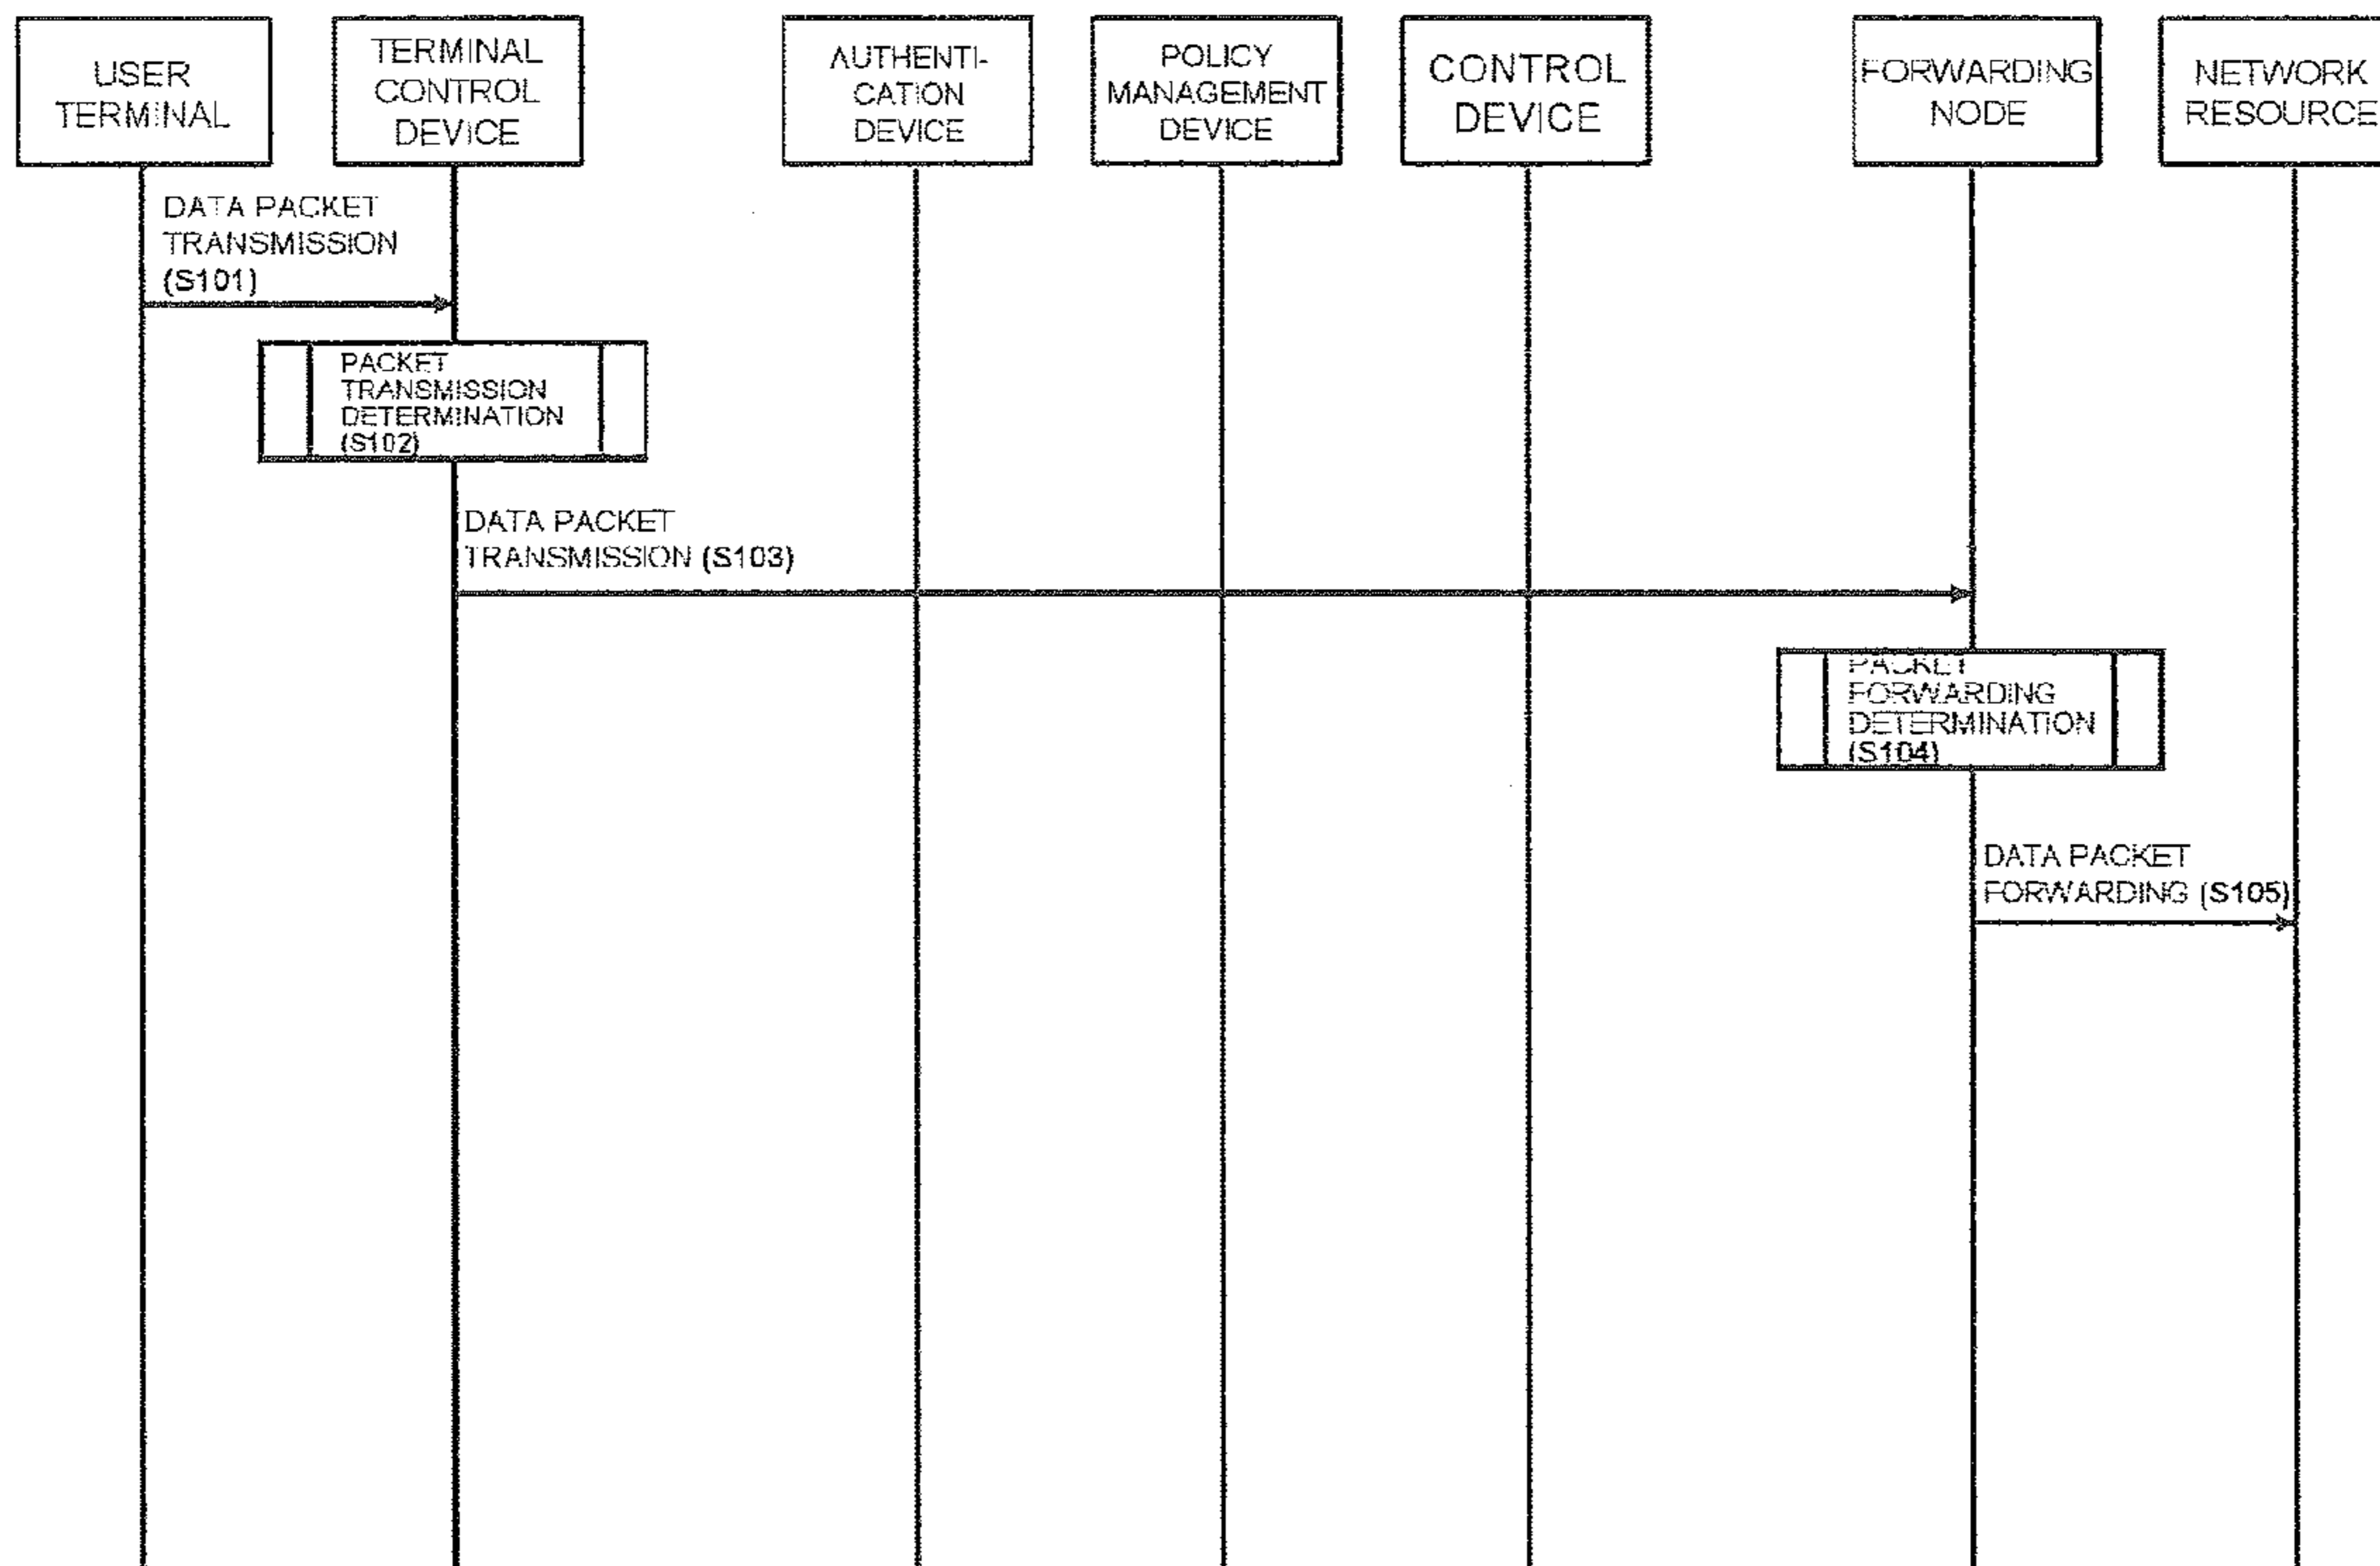 USER
TERMINAL
TERMINAL
CONTROL
DEVICE
AUTHENTI-
CATION
DEVICE
POLICY
MANAGEMENT
DEVICE
CONTROL
DEVICE
FORWARDING
NODE
NETWORK
RESOURCE
DATA PACKET
TRANSMISSION
(S101)
PACKET
TRANSMISSION
DETERMINATION
(S102)
DATA PACKET
TRANSMISSION (S103)
PACKET
FORWARDING
DETERMINATION
(S104)
DATA PACKET
FORWARDING (S105)